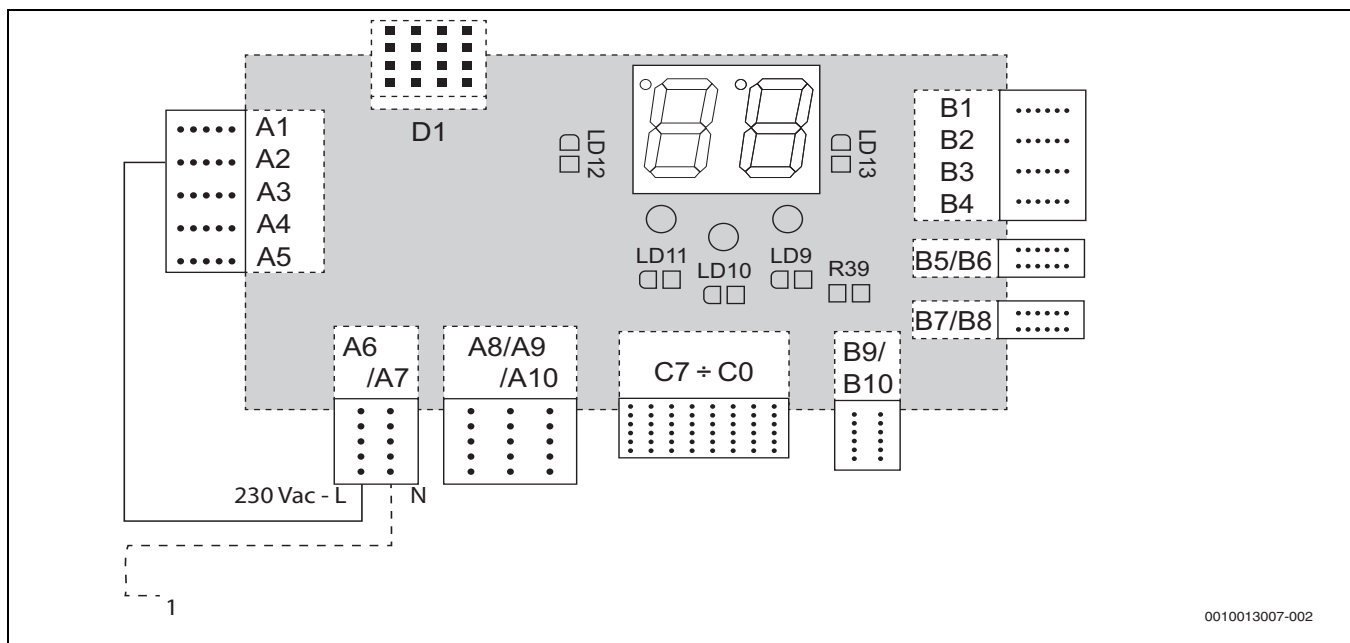 D1
A1
A2
A3
A4
A5
LD12
LD13
LD11
LD10
LD9
R39
B1
B2
B3
B4
B5/B6
B7/B8
A6
/A7
A8/A9
/A10
C7 ÷ C0
B9/
B10
230 Vac - L
N
1
0010013007-002